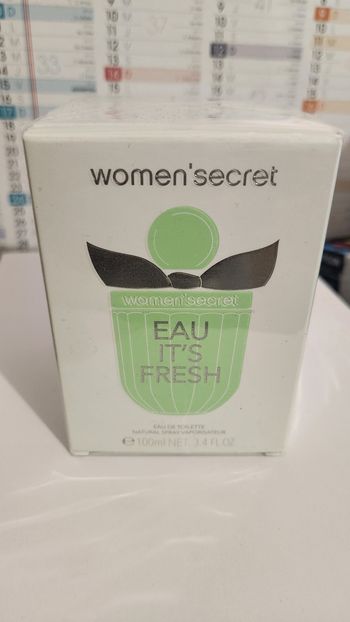 women'secret
women'secret
EAU
IT'S
FRESH
EAU DE TOILETTE
NATURAL SPRAY VAPORISATEUR
℮ 100ml NET. 3.4 FL.OZ